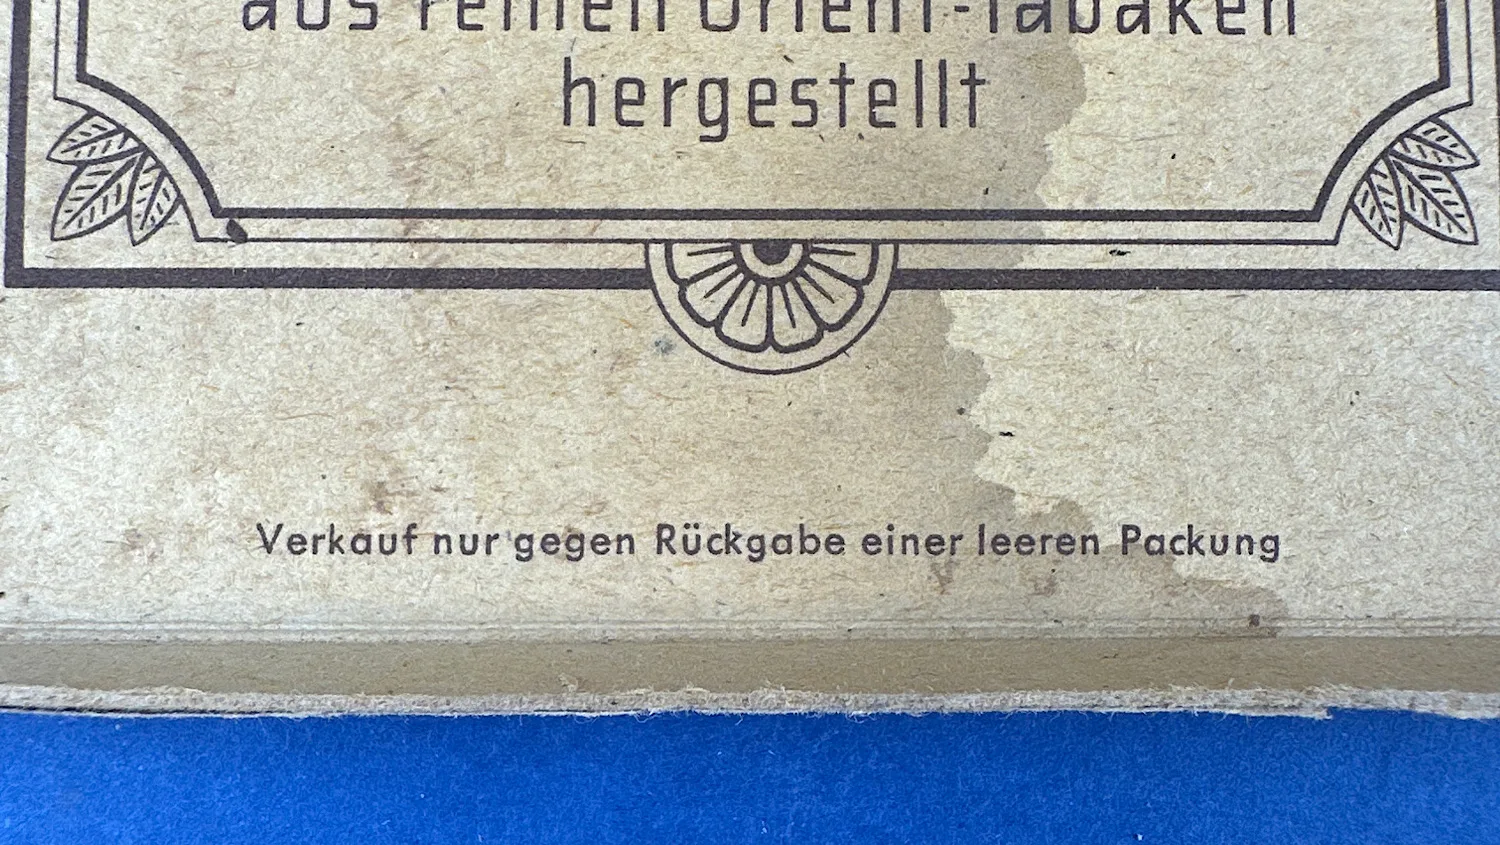 aus reinen Orient-Tabaken
hergestellt
Verkauf nur gegen Rückgabe einer leeren Packung